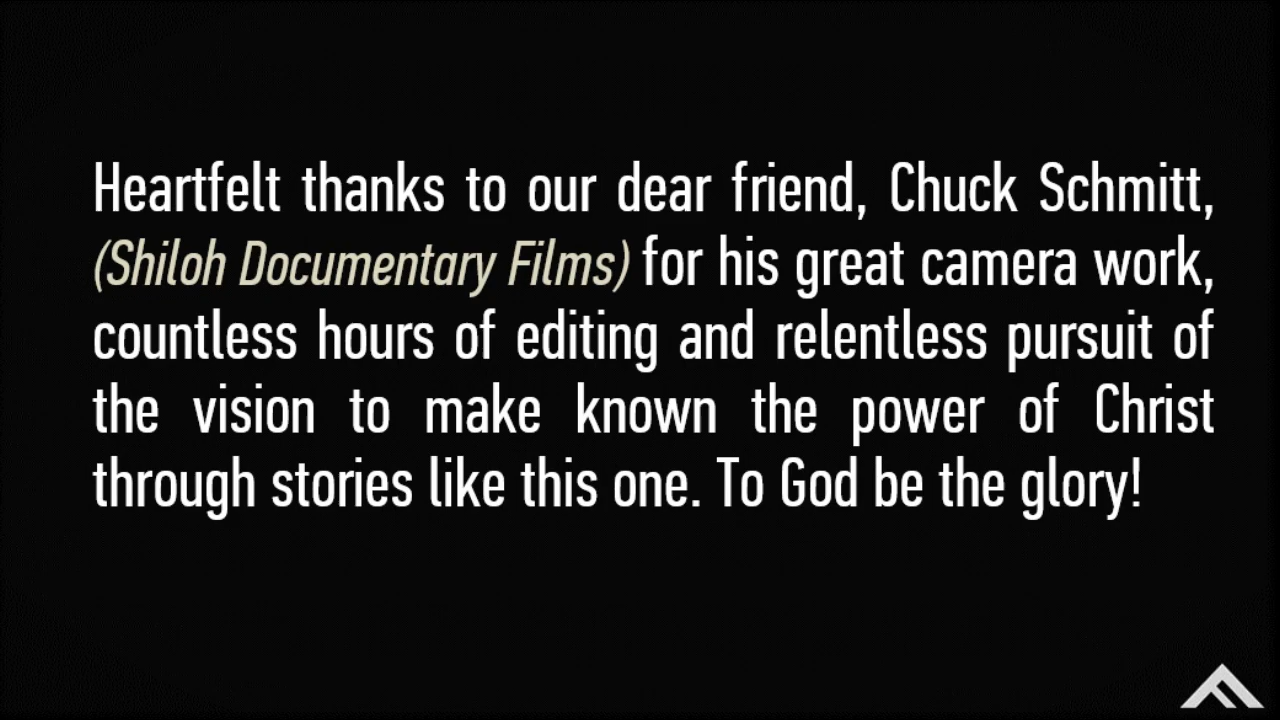 Heartfelt thanks to our dear friend, Chuck Schmitt,
(Shiloh Documentary Films) for his great camera work,
countless hours of editing and relentless pursuit of
the vision to make known the power of Christ
through stories like this one. To God be the glory!